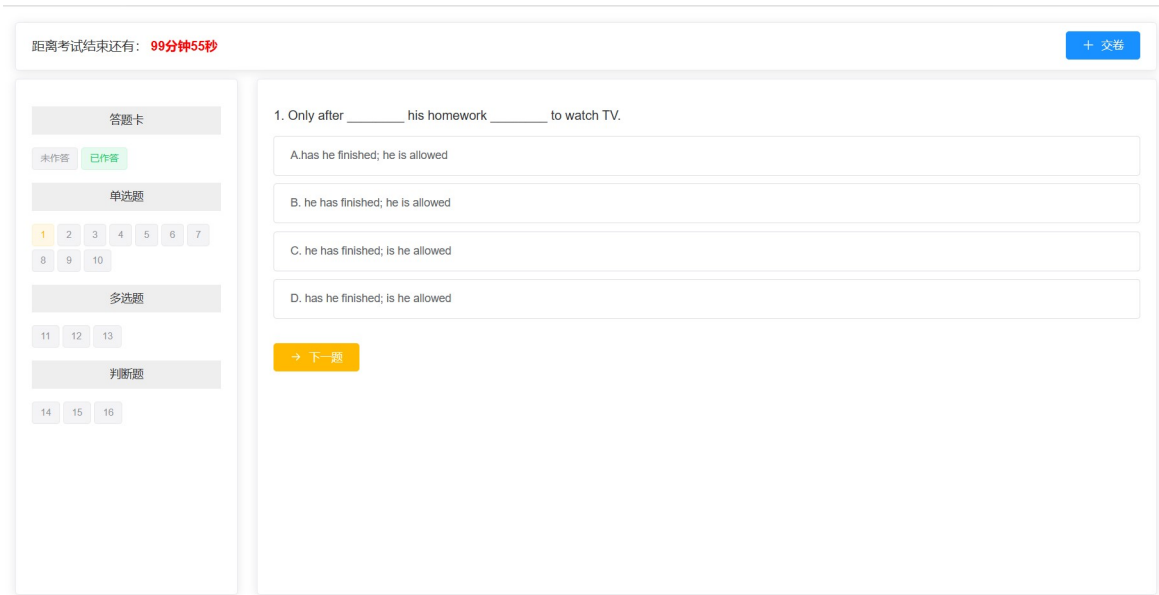 距离考试结束还有： 99分钟55秒
＋ 交卷
答题卡
未作答 已作答
单选题
1 2 3 4 5 6 7
8 9 10
多选题
11 12 13
判断题
14 15 16
1. Only after ________ his homework ________ to watch TV.
A.has he finished; he is allowed
B. he has finished; he is allowed
C. he has finished; is he allowed
D. has he finished; is he allowed
→ 下一题